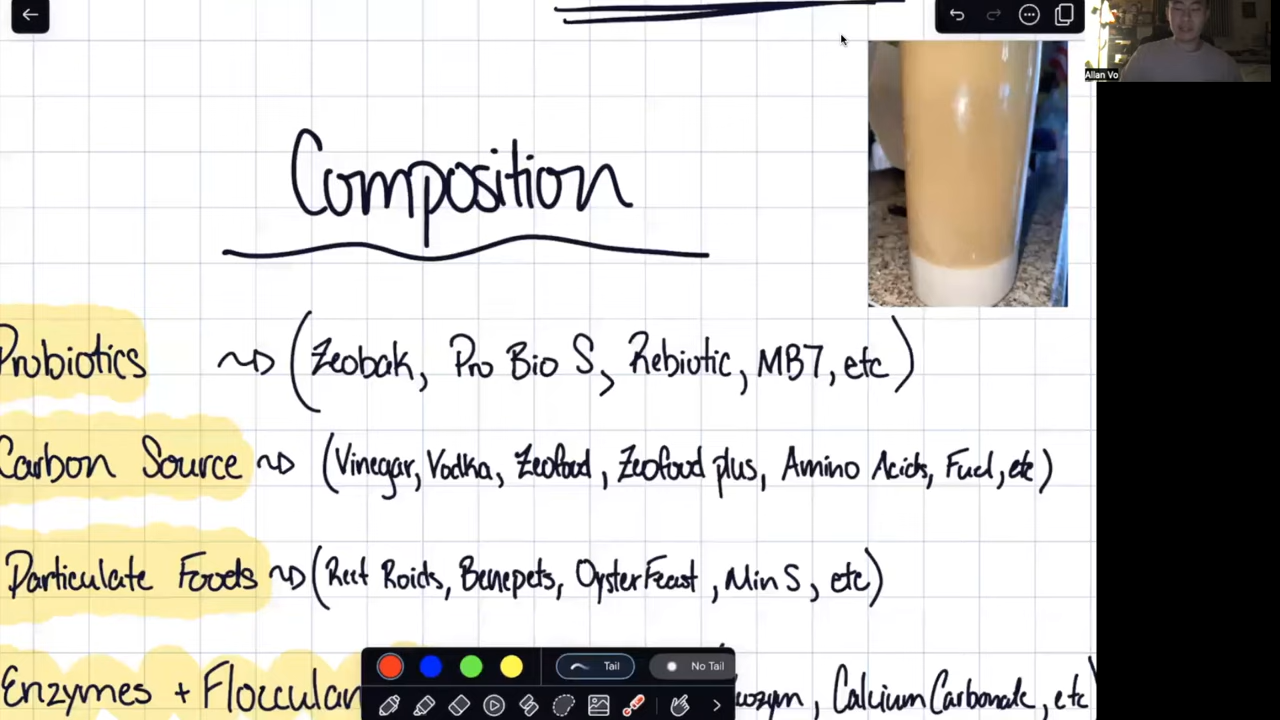 Allan Vo
Composition
Probiotics ~> (Zeobak, Pro Bio S, Rebiotic, MB7, etc)
Carbon Source ~> (Vinegar, Vodka, Zeofood, Zeofood plus, Amino Acids, Fuel, etc)
Particulate Foods ~> (Reef Roids, Benepets, OysterFeast, Min S, etc)
Enzymes + Calcium Carbonate, etc)
Tail No Tail